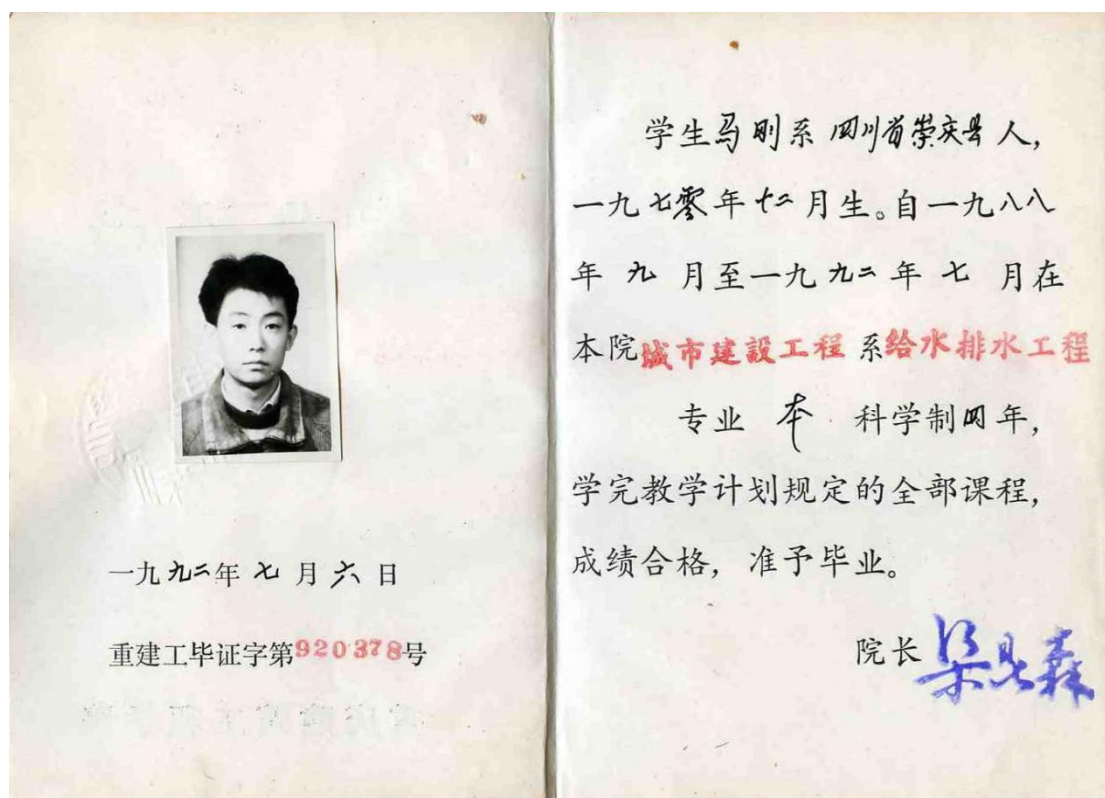 一九九二年七月六日
重建工毕证字第920378号
学生马刚系四川省崇庆县人，
一九七零年十二月生。自一九八八
年九月至一九九二年七月在
本院城市建設工程系给水排水工程
专业本科学制四年，
学完教学计划规定的全部课程，
成绩合格，准予毕业。
院长